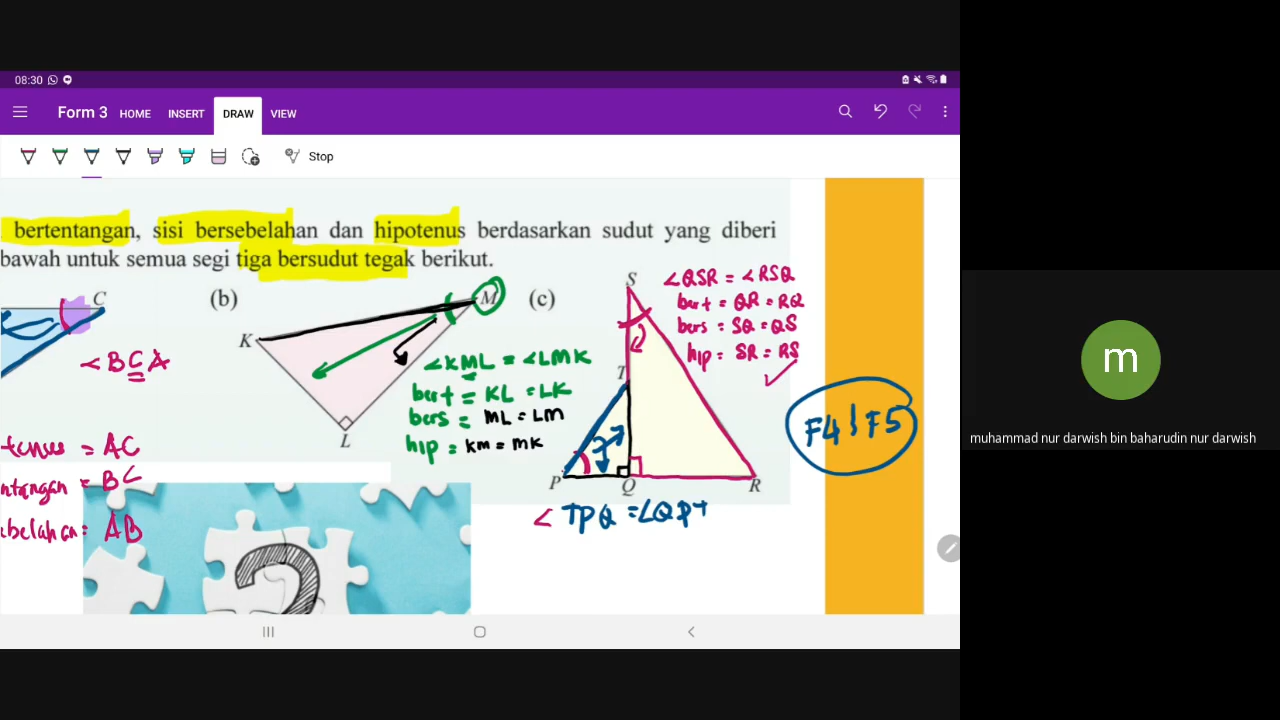 08:30
Form 3 HOME INSERT DRAW VIEW
Stop
bertentangan, sisi bersebelahan dan hipotenus berdasarkan sudut yang diberi
bawah untuk semua segi tiga bersudut tegak berikut.
C
<BCA
tenus = AC
ntangan = BC
belahan: AB
(b)
K
M
L
<KML = <LMK
bert = KL = LK
bers = ML = LM
hip = KM = MK
(c)
S
T
P
Q
R
∠QSR = ∠RSQ
bert = QR = RQ
bers = SQ = QS
hip = SR = RS
< TPQ = ∠QPT
F4 | F5
m
muhammad nur darwish bin baharudin nur darwish